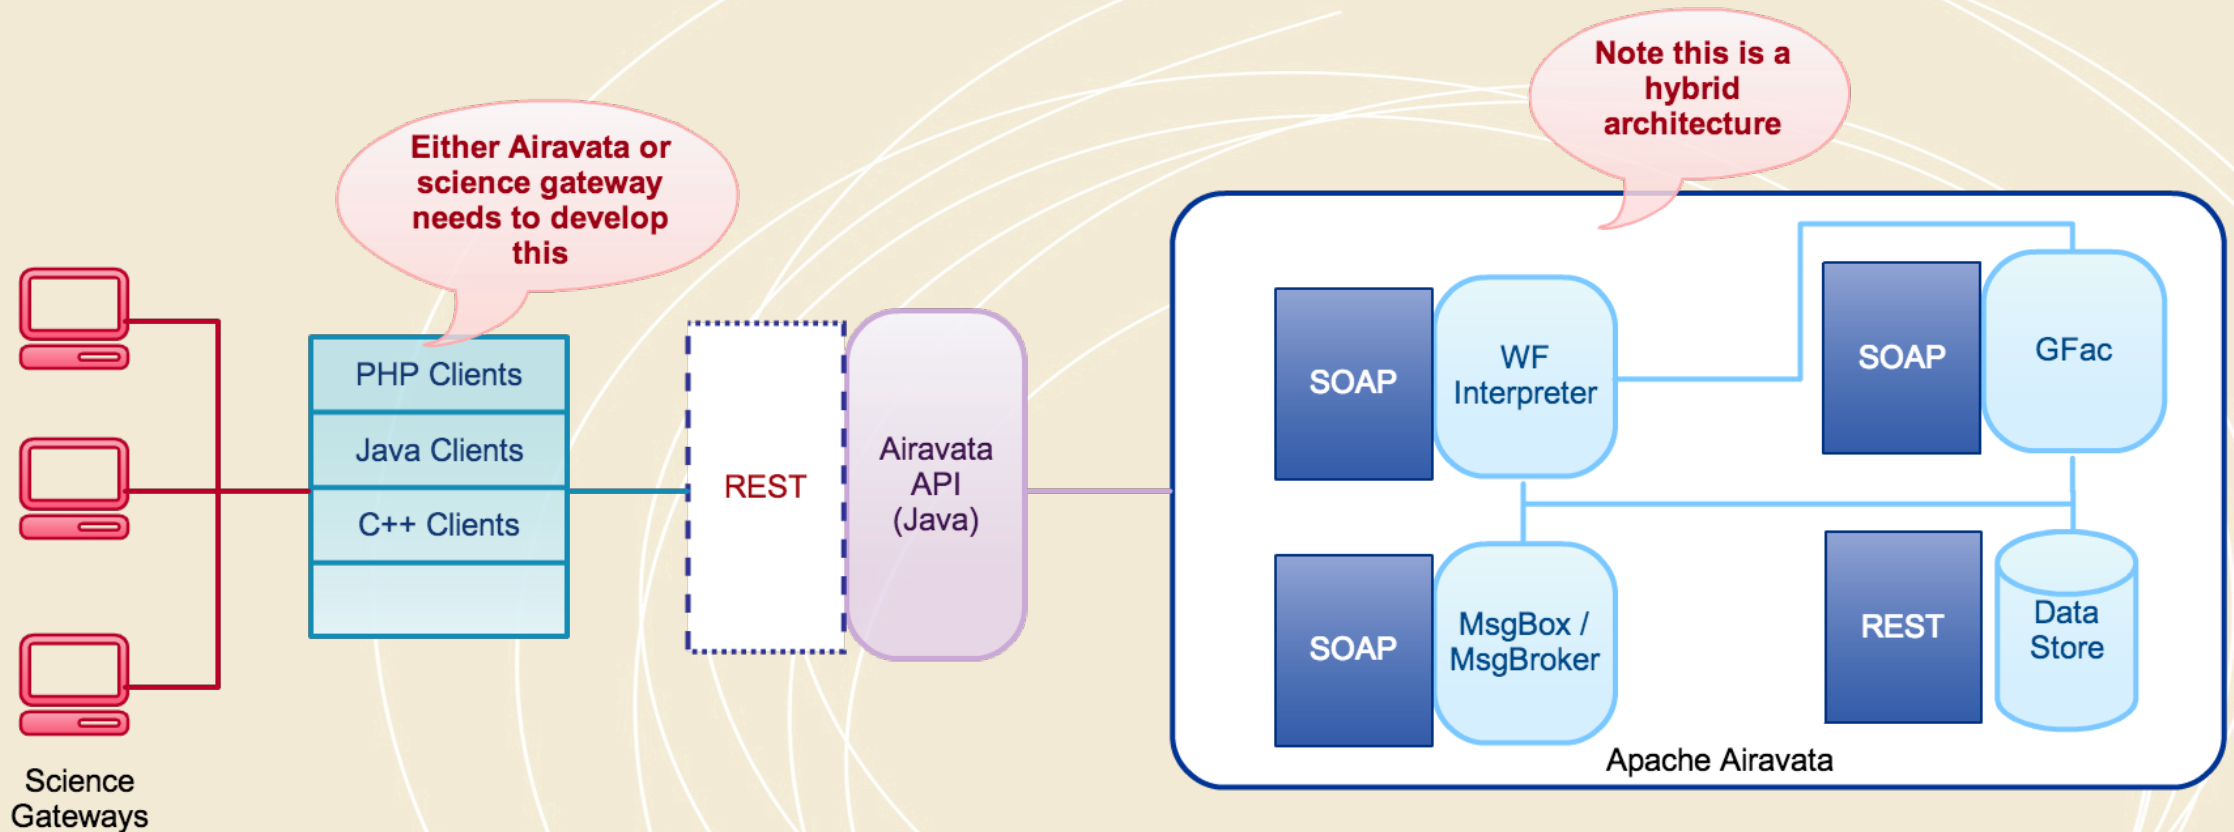 Note this is a
hybrid
architecture
Either Airavata or
science gateway
needs to develop
this
PHP Clients
Java Clients
C++ Clients
REST
Airavata
API
(Java)
SOAP
WF
Interpreter
SOAP
GFac
SOAP
MsgBox /
MsgBroker
REST
Data
Store
Apache Airavata
Science
Gateways